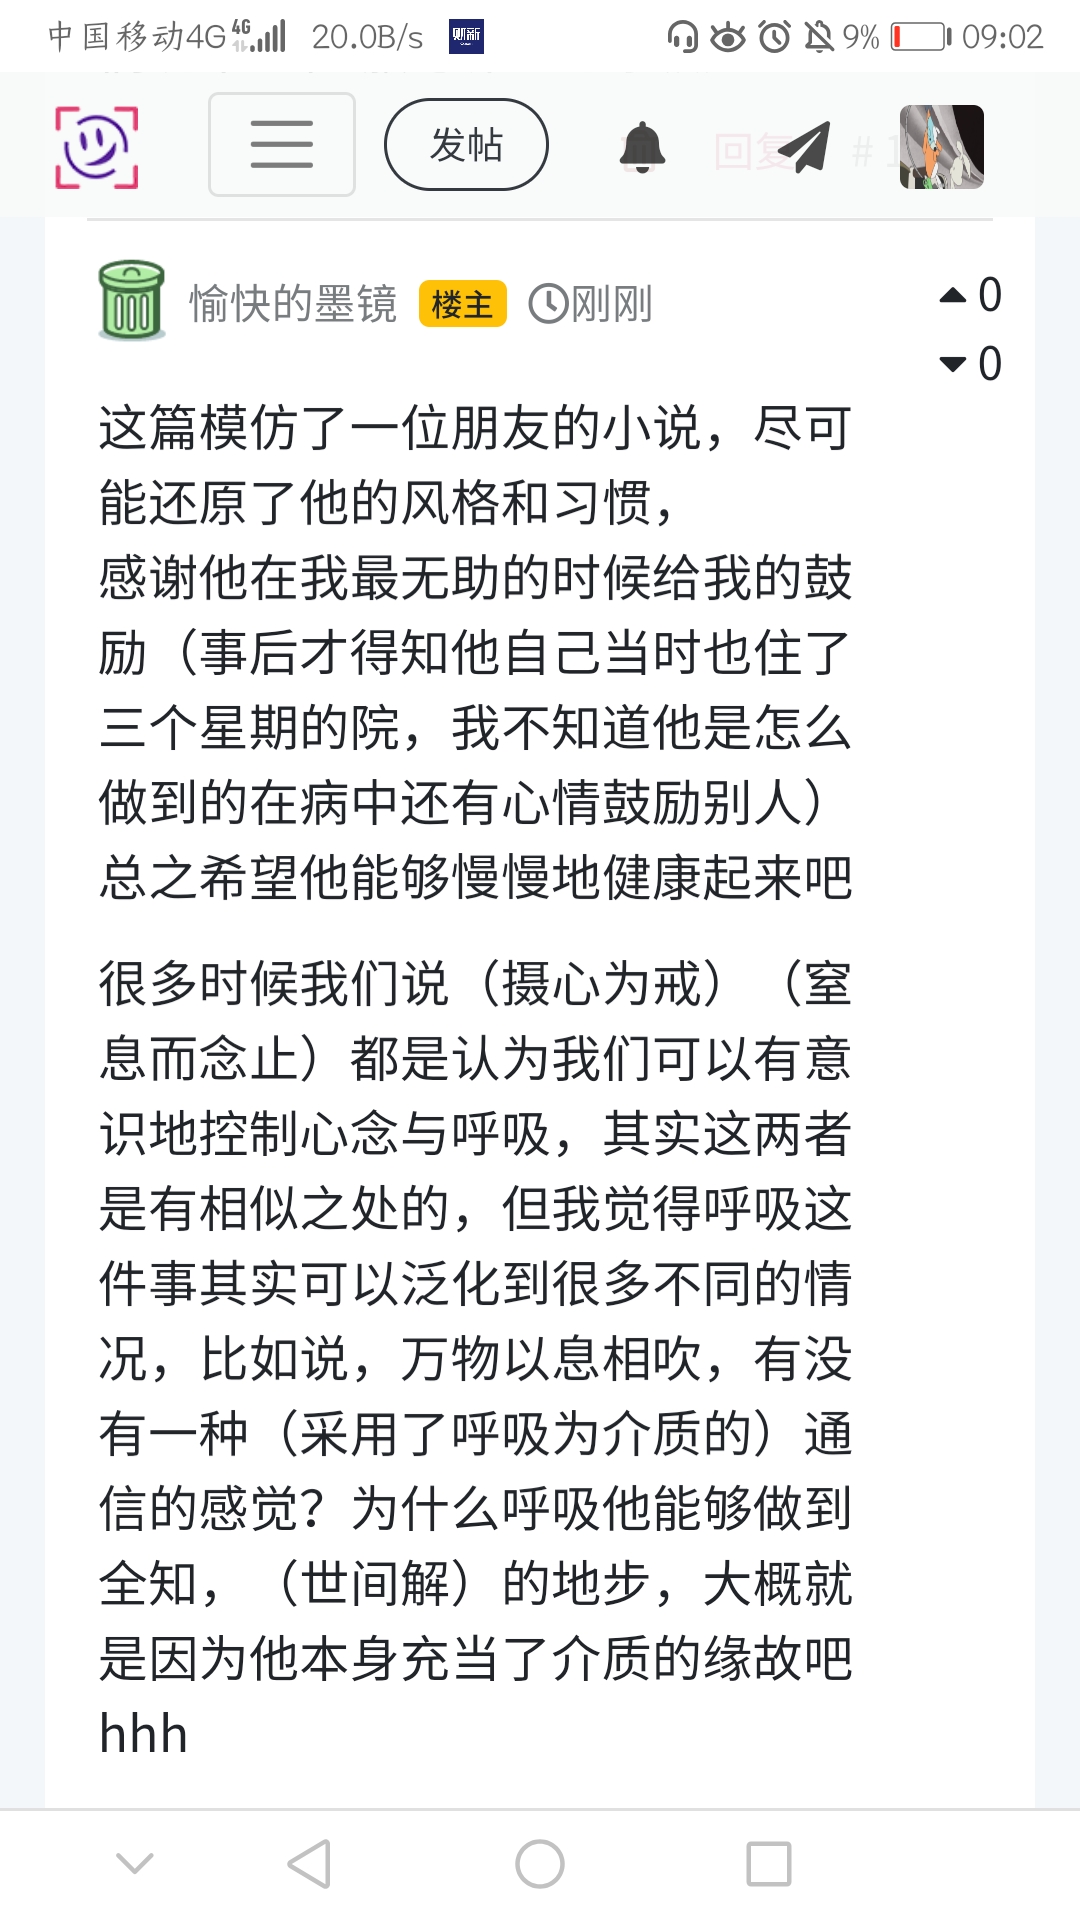 中国移动4G 4G 20.0B/s 财新 9% 09:02
发帖 回复 # 1
愉快的墨镜 楼主 刚刚 0
0
这篇模仿了一位朋友的小说，尽可
能还原了他的风格和习惯，
感谢他在我最无助的时候给我的鼓
励（事后才得知他自己当时也住了
三个星期的院，我不知道他是怎么
做到的在病中还有心情鼓励别人）
总之希望他能够慢慢地健康起来吧
很多时候我们说（摄心为戒）（窒
息而念止）都是认为我们可以有意
识地控制心念与呼吸，其实这两者
是有相似之处的，但我觉得呼吸这
件事其实可以泛化到很多不同的情
况，比如说，万物以息相吹，有没
有一种（采用了呼吸为介质的）通
信的感觉？为什么呼吸他能够做到
全知，（世间解）的地步，大概就
是因为他本身充当了介质的缘故吧
hhh